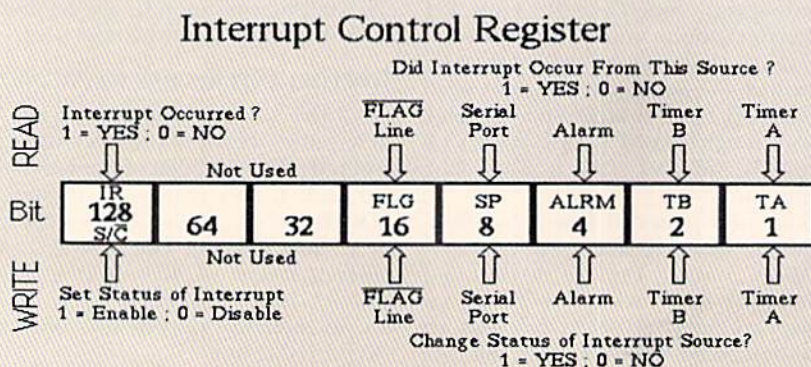 Interrupt Control Register
Did Interrupt Occur From This Source ?
1 = YES ; 0 = NO
READ
Interrupt Occurred ?
1 = YES ; 0 = NO
FLAG
Line
Serial
Port
Alarm
Timer
B
Timer
A
Not Used
Bit
IR
128
S/C
64
32
FLG
16
SP
8
ALRM
4
TB
2
TA
1
Not Used
WRITE
Set Status of Interrupt
1 = Enable ; 0 = Disable
FLAG
Line
Serial
Port
Alarm
Timer
B
Timer
A
Change Status of Interrupt Source?
1 = YES ; 0 = NO